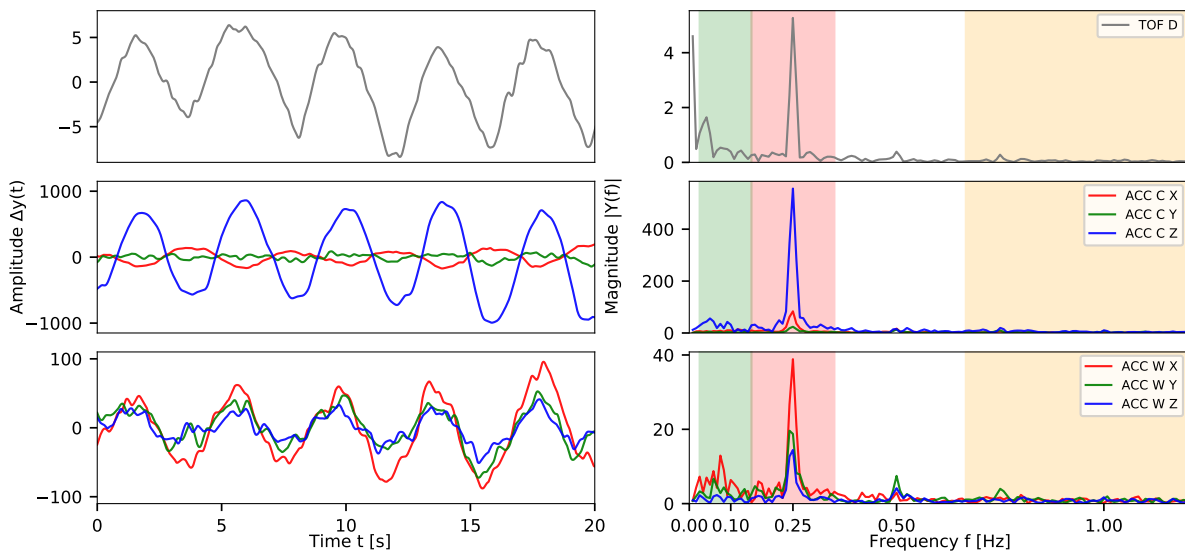 5
0
−5
4
2
0
TOF D
Amplitude Δy(t)
1000
0
−1000
Magnitude |Y(f)|
400
200
0
ACC C X
ACC C Y
ACC C Z
100
0
−100
0
5
10
15
20
Time t [s]
40
20
0
ACC W X
ACC W Y
ACC W Z
0.00
0.10
0.25
0.50
1.00
Frequency f [Hz]